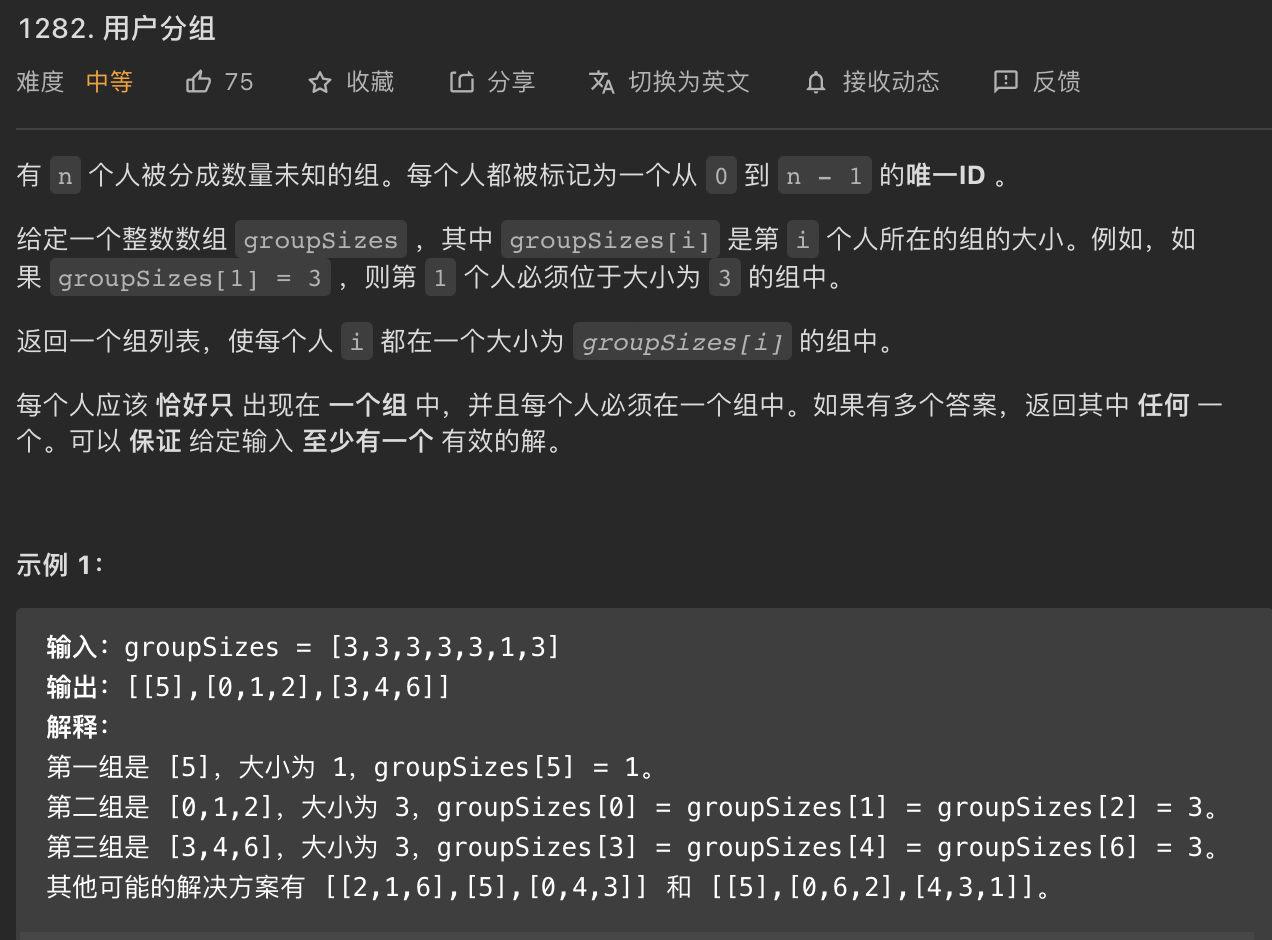 1282. 用户分组
难度 中等 75 收藏 分享 切换为英文 接收动态 反馈
有 n 个人被分成数量未知的组。每个人都被标记为一个从 0 到 n - 1 的唯一ID 。
给定一个整数数组 groupSizes ，其中 groupSizes[i] 是第 i 个人所在的组的大小。例如，如
果 groupSizes[1] = 3 ，则第 1 个人必须位于大小为 3 的组中。
返回一个组列表，使每个人 i 都在一个大小为 groupSizes[i] 的组中。
每个人应该 恰好只 出现在 一个组 中，并且每个人必须在一个组中。如果有多个答案，返回其中 任何 一
个。可以 保证 给定输入 至少有一个 有效的解。
示例 1：
输入：groupSizes = [3,3,3,3,3,1,3]
输出：[[5],[0,1,2],[3,4,6]]
解释：
第一组是 [5]，大小为 1，groupSizes[5] = 1。
第二组是 [0,1,2]，大小为 3，groupSizes[0] = groupSizes[1] = groupSizes[2] = 3。
第三组是 [3,4,6]，大小为 3，groupSizes[3] = groupSizes[4] = groupSizes[6] = 3。
其他可能的解决方案有 [[2,1,6],[5],[0,4,3]] 和 [[5],[0,6,2],[4,3,1]]。